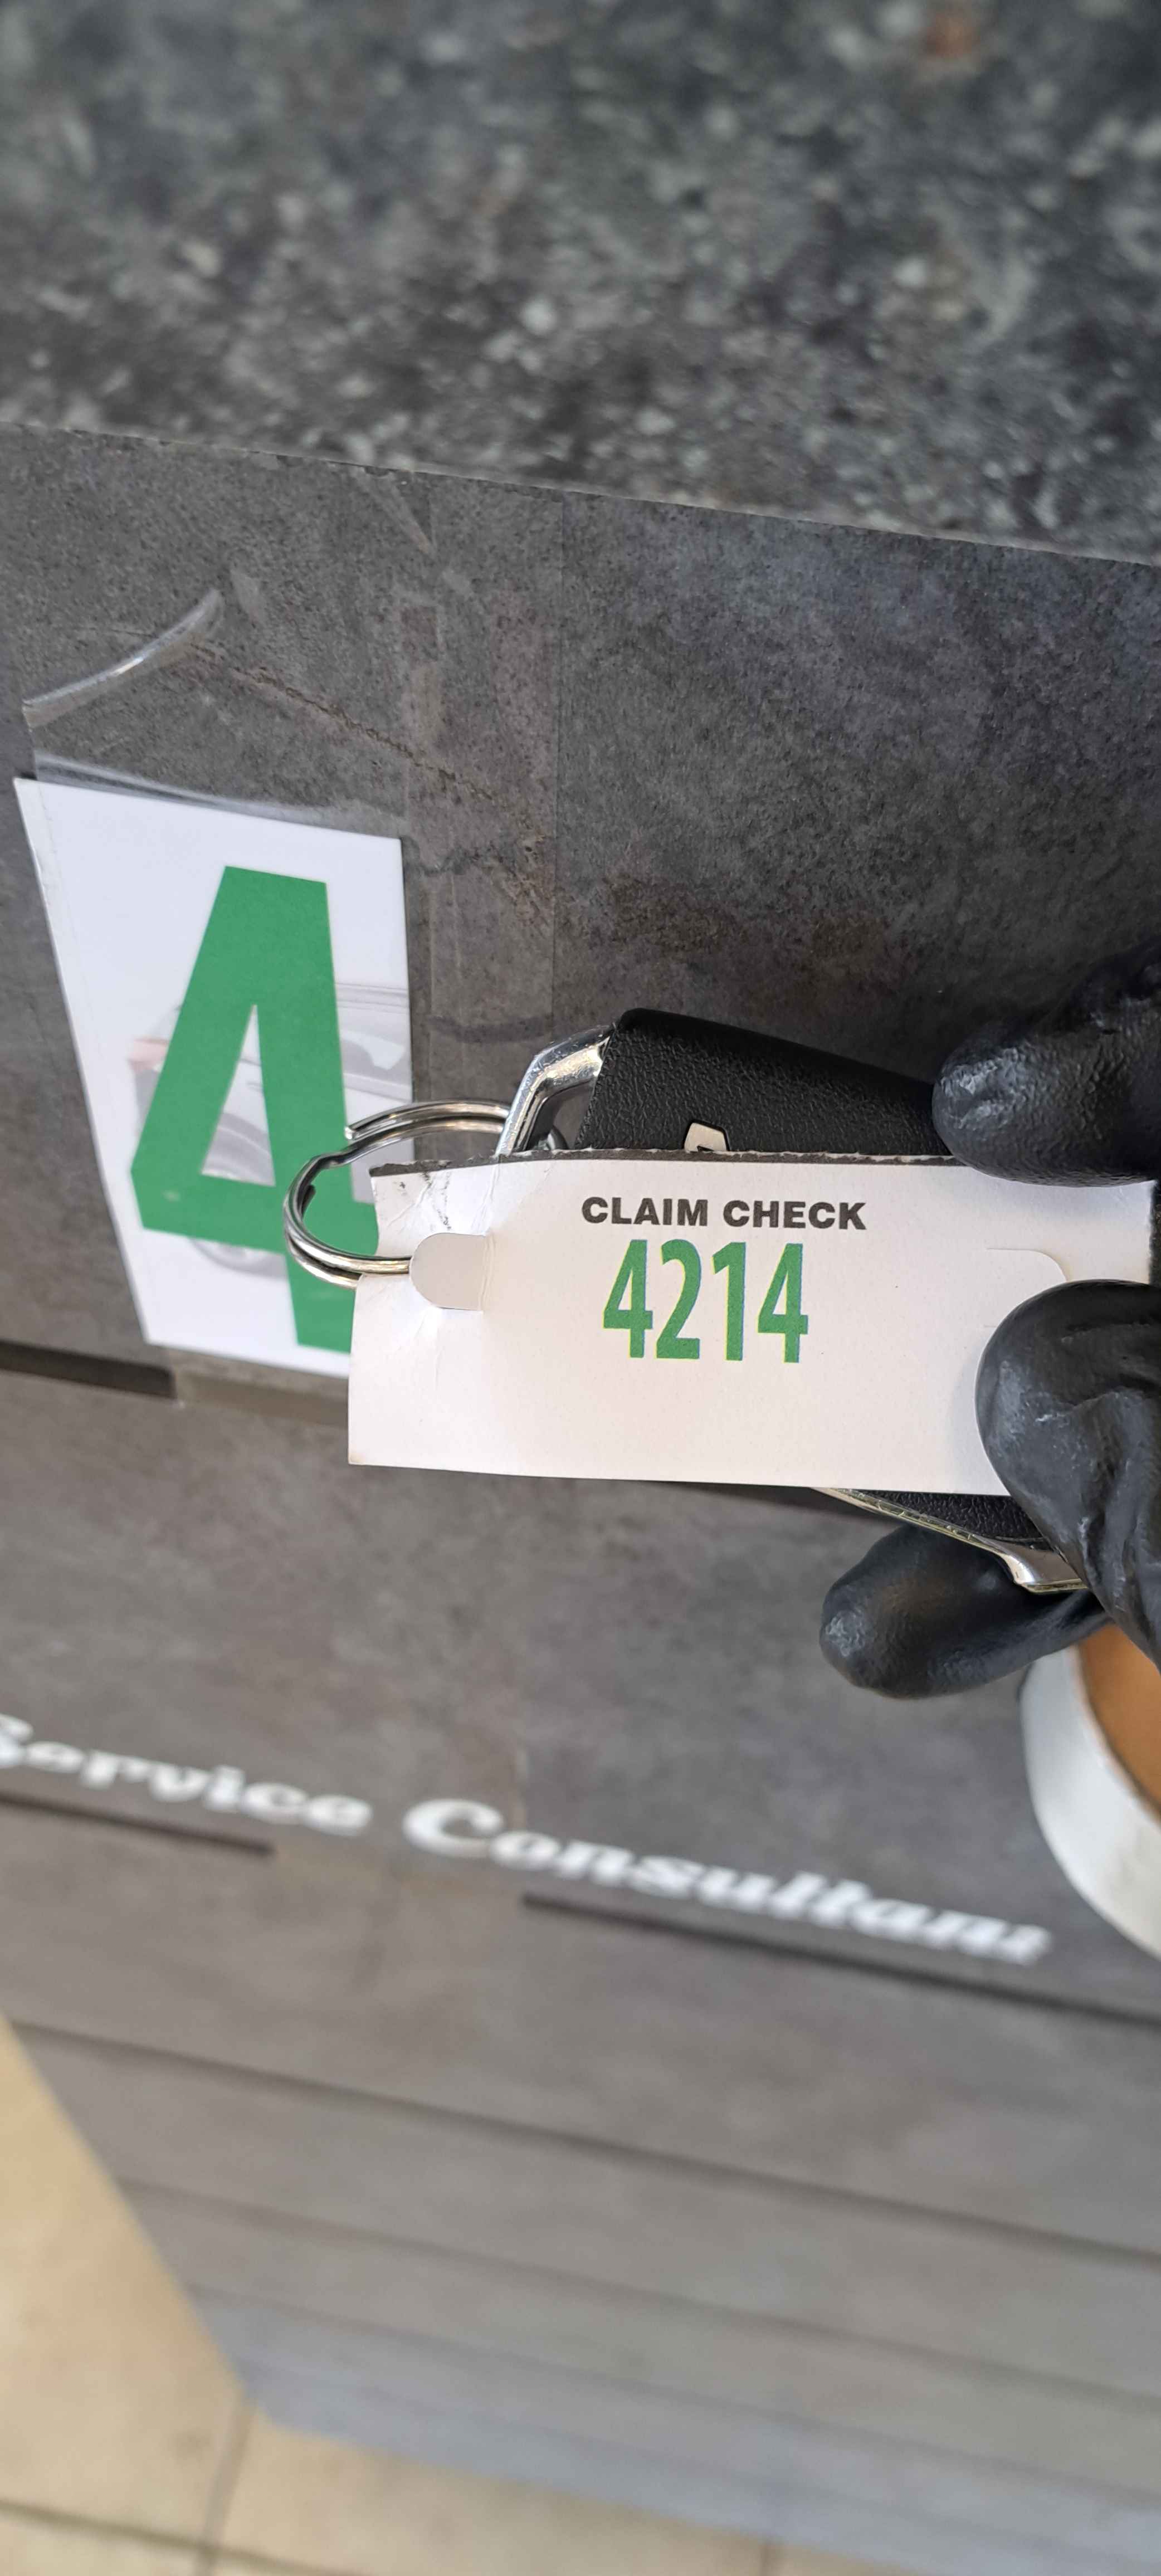 4
CLAIM CHECK
4214
Service Consultant